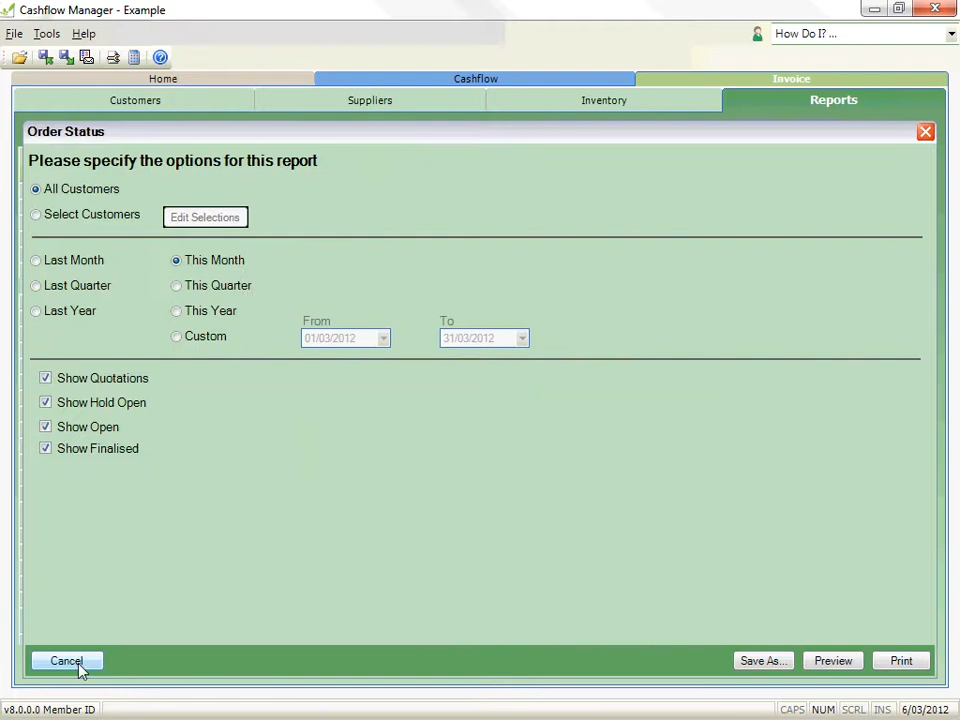 Cashflow Manager - Example
File Tools Help
How Do I? ...
Home Cashflow Invoice
Customers Suppliers Inventory Reports
Order Status
Please specify the options for this report
All Customers
Select Customers Edit Selections
Last Month This Month
Last Quarter This Quarter
Last Year This Year
From To
Custom 01/03/2012 31/03/2012
Show Quotations
Show Hold Open
Show Open
Show Finalised
Cancel Save As... Preview Print
v8.0.0.0 Member ID CAPS NUM SCRL INS 6/03/2012